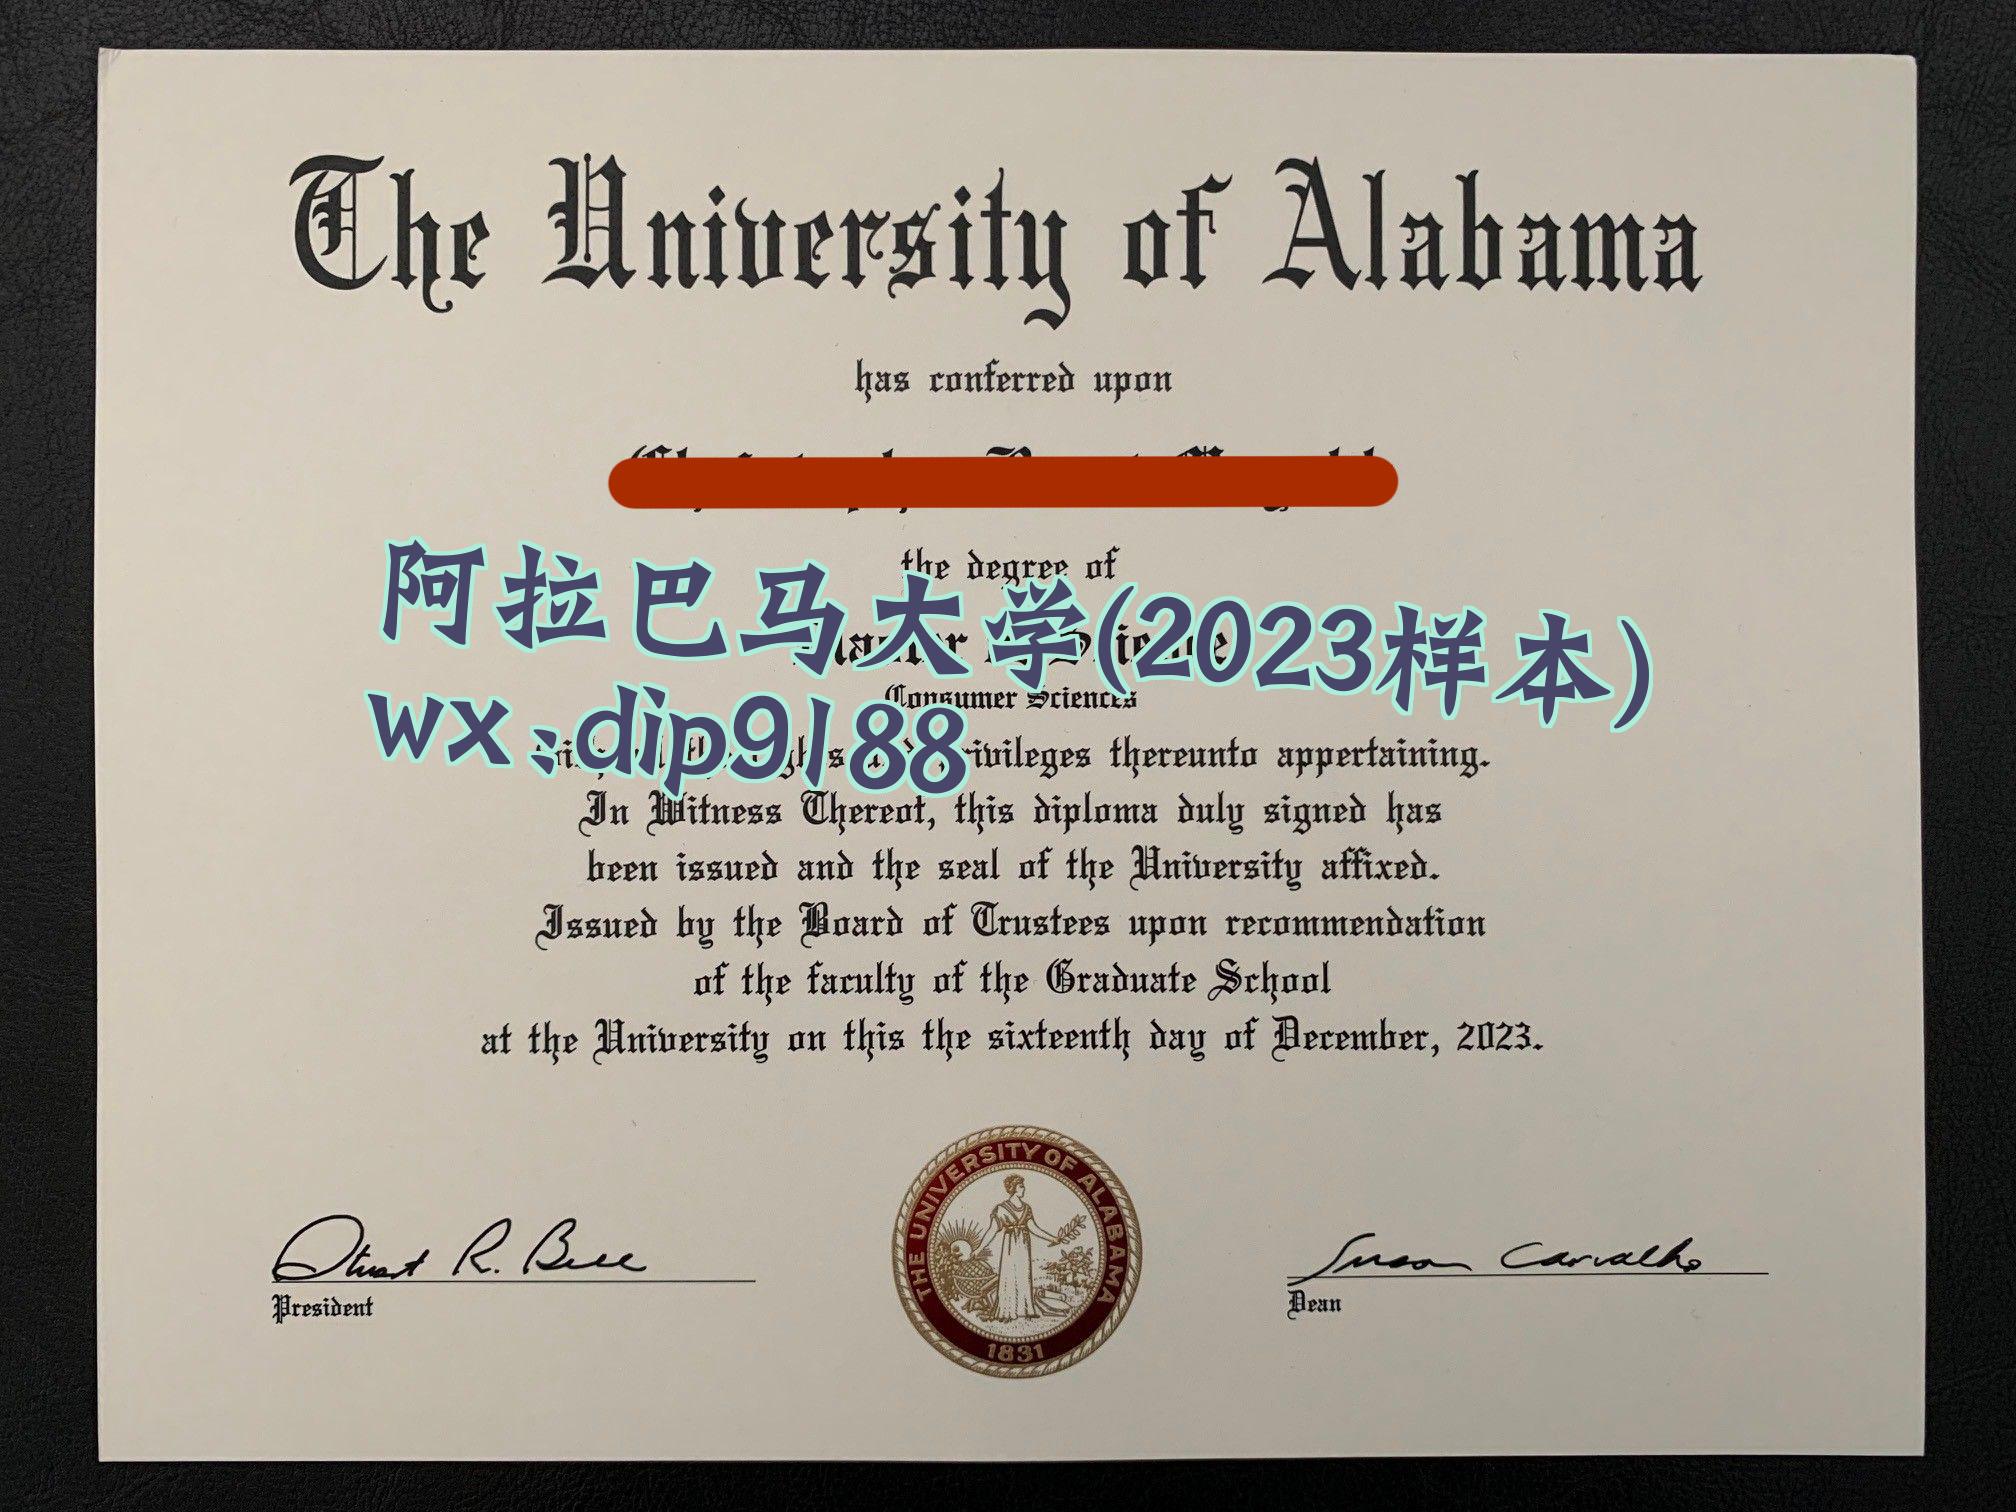 The University of Alabama
has conferred upon
the degree of
阿拉巴马大学(2023样本)
Consumer Sciences
wx:dip9188
privileges thereunto appertaining.
In Witness Thereof, this diploma duly signed has
been issued and the seal of the University affixed.
Issued by the Board of Trustees upon recommendation
of the faculty of the Graduate School
at the University on this the sixteenth day of December, 2023.
THE UNIVERSITY OF ALABAMA
1831
Stuart R. Bell
President
Susan Carvalho
Dean